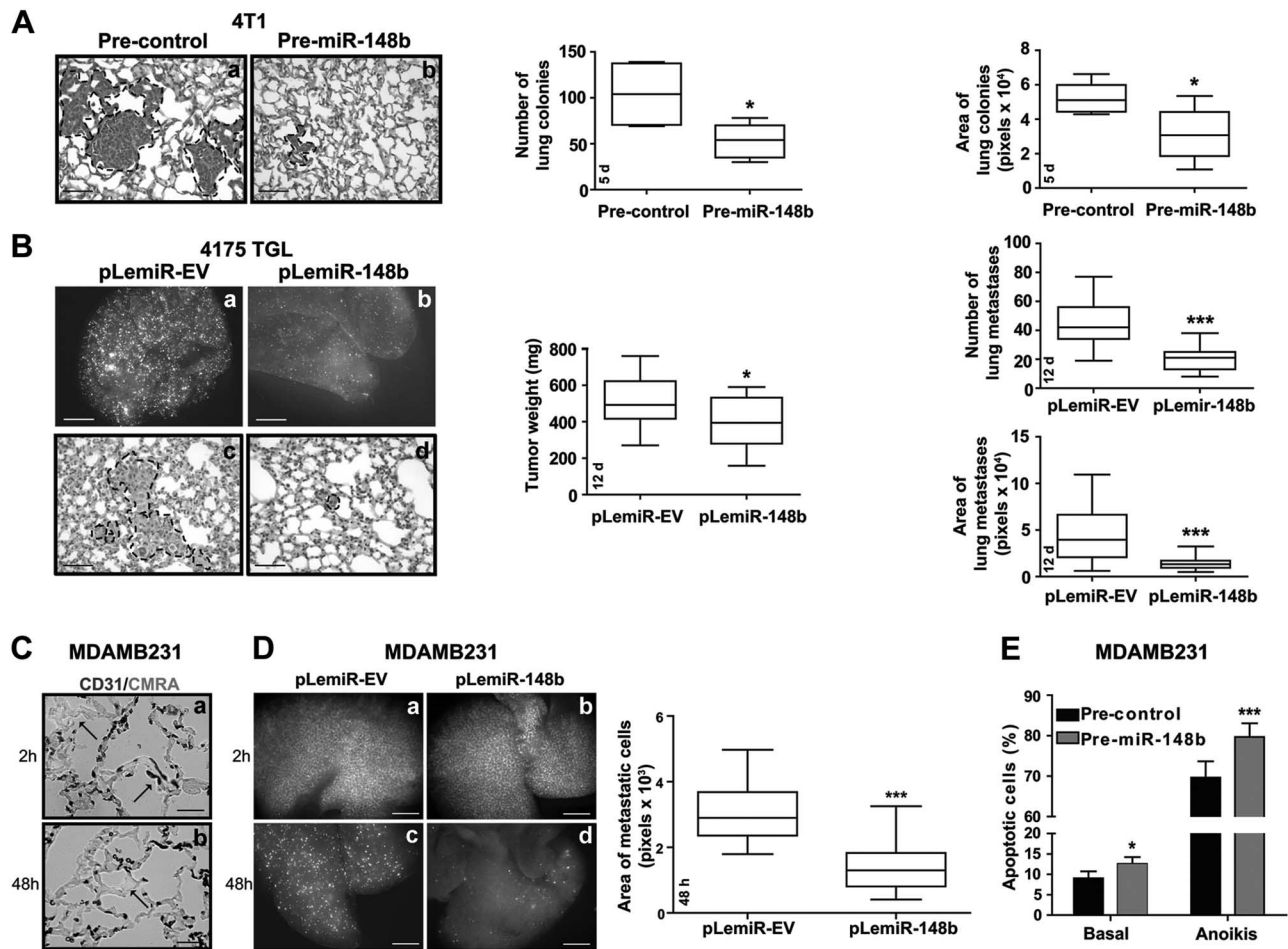 A
4T1
Pre-control
Pre-miR-148b
a
b
Number of
lung colonies
150
100
50
0
5 d
*
Pre-control
Pre-miR-148b
Area of
lung colonies
(pixels x 10⁴)
8
6
4
2
0
5 d
*
Pre-control
Pre-miR-148b
B
4175 TGL
pLemiR-EV
pLemiR-148b
a
b
c
d
Tumor weight (mg)
800
600
400
200
0
12 d
*
pLemiR-EV
pLemiR-148b
Number of
lung metastases
100
80
60
40
20
0
12 d
***
pLemiR-EV
pLemir-148b
Area of
lung metastases
(pixels x 10⁴)
15
10
5
0
12 d
***
pLemiR-EV
pLemiR-148b
C
MDAMB231
CD31/CMRA
2h
a
48h
b
D
MDAMB231
pLemiR-EV
pLemiR-148b
2h
a
b
48h
c
d
Area of metastatic cells
(pixels x 10³)
6
4
2
0
48 h
***
pLemiR-EV
pLemiR-148b
E
MDAMB231
Apoptotic cells (%)
90
80
70
60
20
10
0
Pre-control
Pre-miR-148b
*
***
Basal
Anoikis